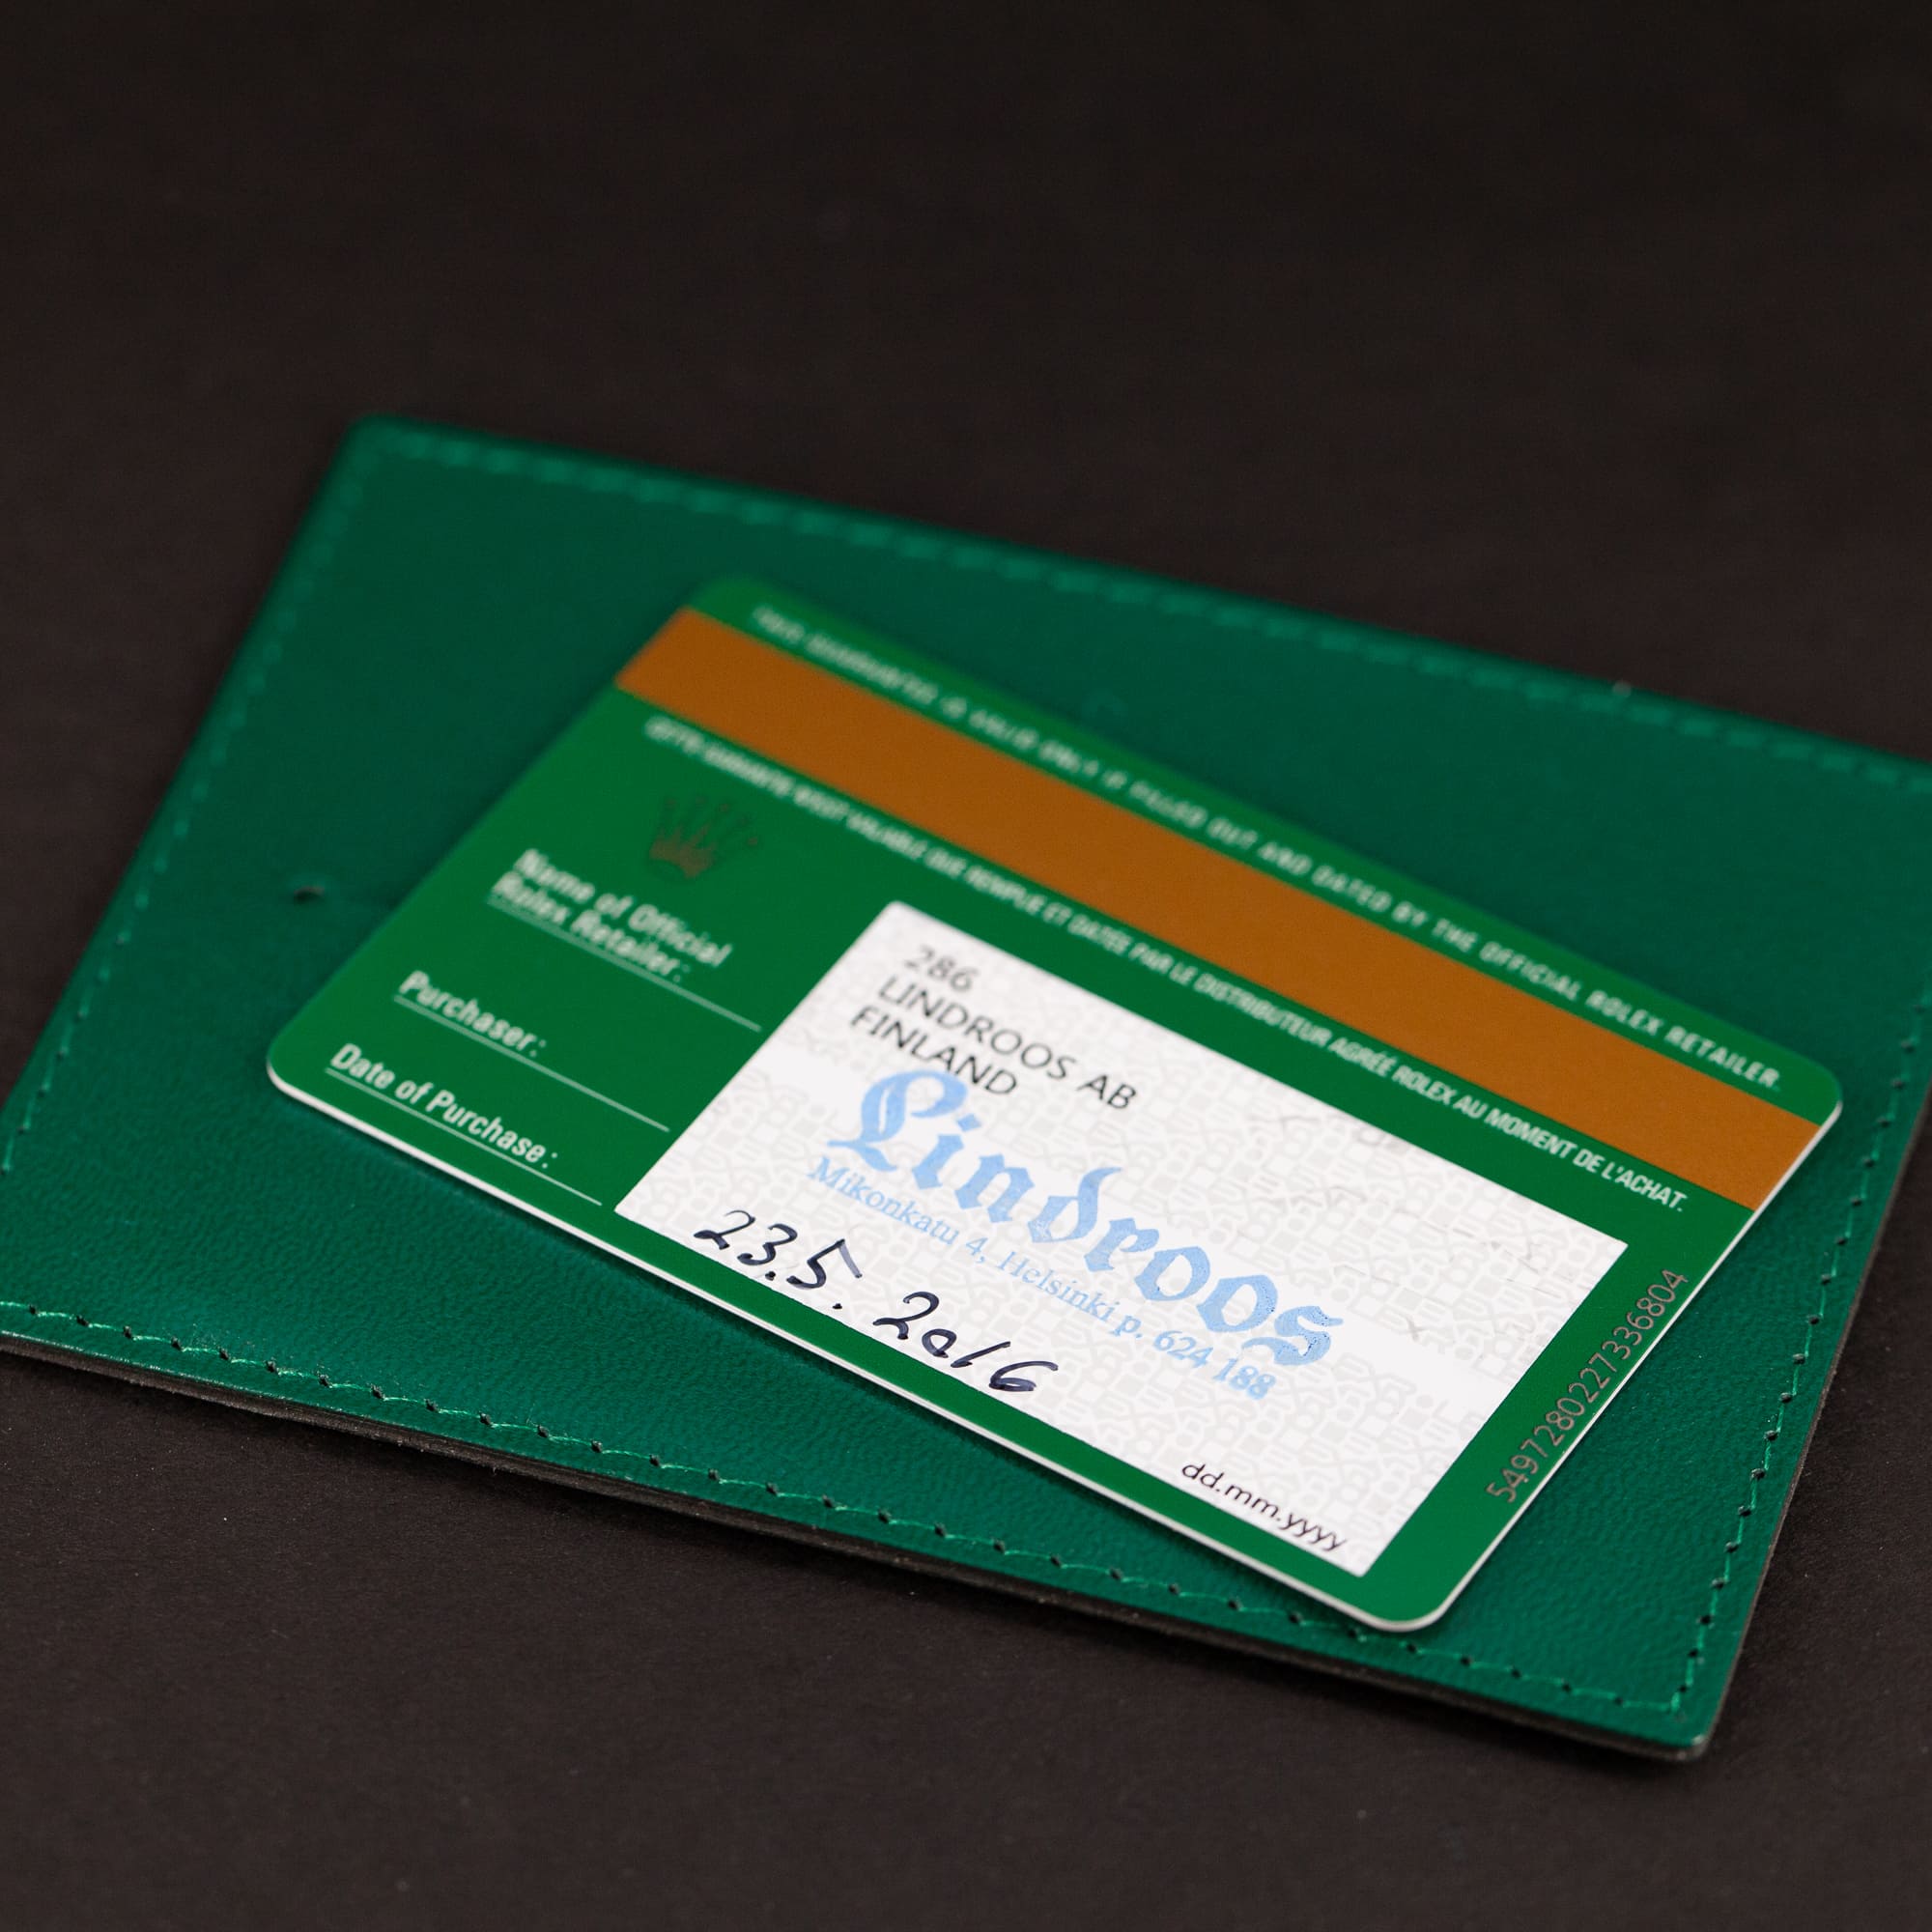 YOUR GUARANTEE IS VALID ONLY IF FILLED OUT AND DATED BY THE OFFICIAL ROLEX RETAILER.
CETTE GARANTIE N'EST VALABLE QUE REMPLIE ET DATÉE PAR LE DISTRIBUTEUR AGRÉÉ ROLEX AU MOMENT DE L'ACHAT.
Name of Official
Rolex Retailer:
Purchaser:
Date of Purchase:
286
LINDROOS AB
FINLAND
Lindroos
Mikonkatu 4, Helsinki p. 624 188
23.5. 2016
dd.mm.yyyy
5497280227336804